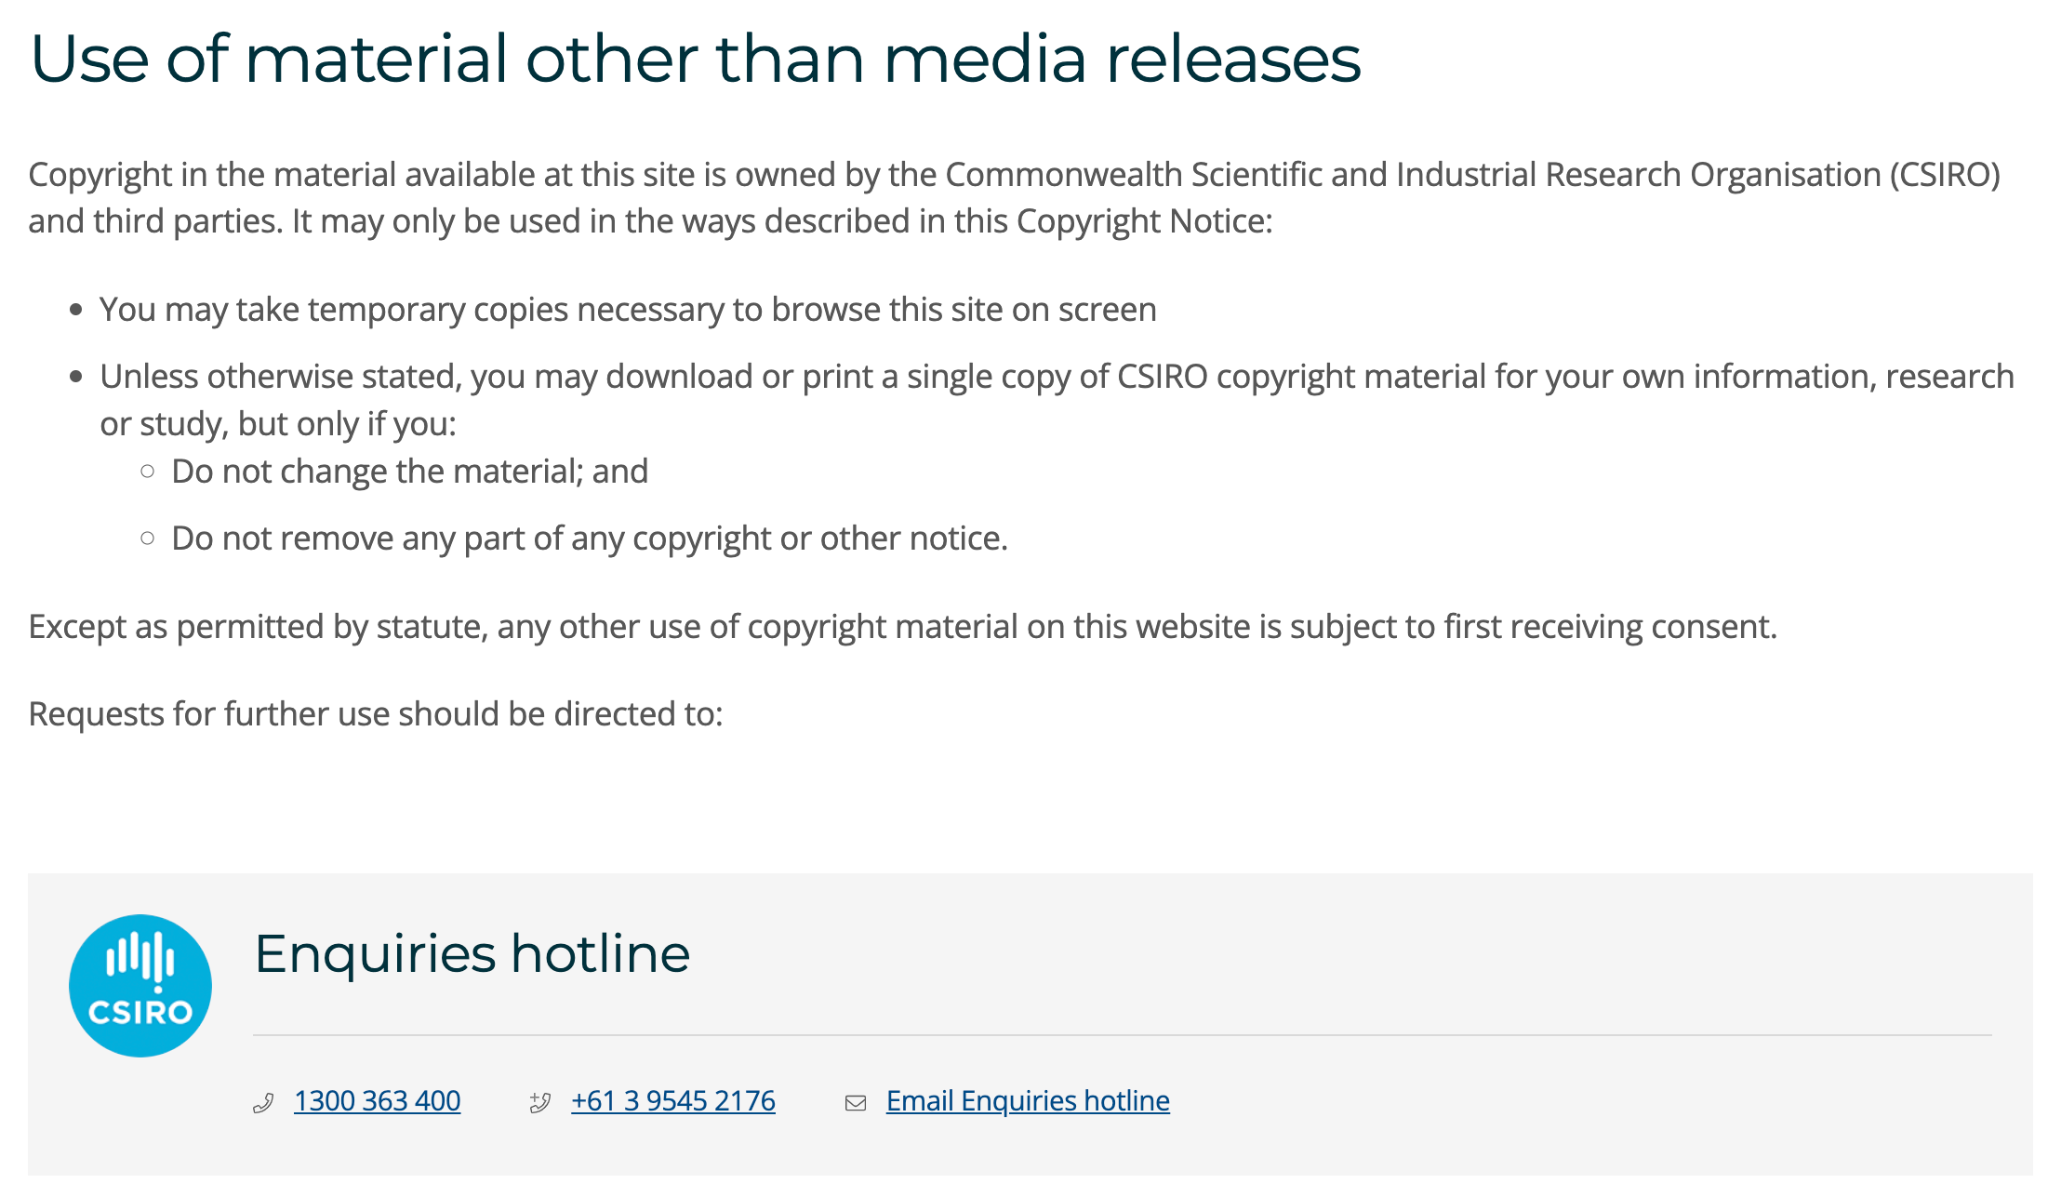 Use of material other than media releases
Copyright in the material available at this site is owned by the Commonwealth Scientific and Industrial Research Organisation (CSIRO)
and third parties. It may only be used in the ways described in this Copyright Notice:
• You may take temporary copies necessary to browse this site on screen
• Unless otherwise stated, you may download or print a single copy of CSIRO copyright material for your own information, research
or study, but only if you:
○ Do not change the material; and
○ Do not remove any part of any copyright or other notice.
Except as permitted by statute, any other use of copyright material on this website is subject to first receiving consent.
Requests for further use should be directed to:
CSIRO
Enquiries hotline
1300 363 400 +61 3 9545 2176 Email Enquiries hotline